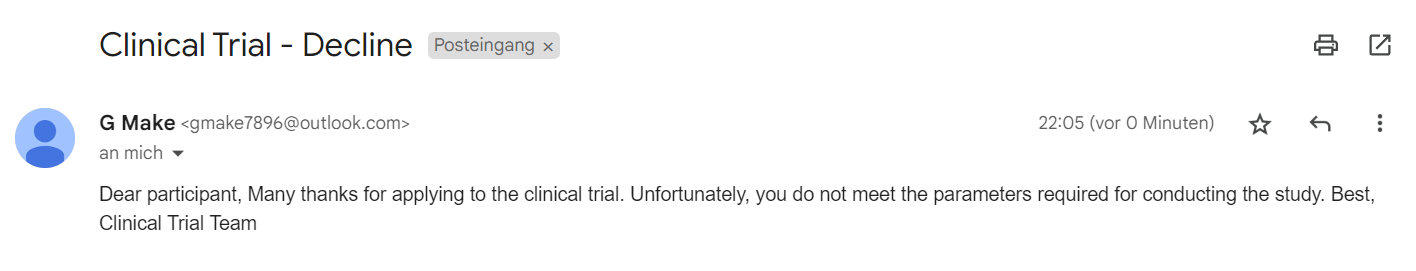 Clinical Trial - Decline Posteingang ×
G Make <gmake7896@outlook.com> 22:05 (vor 0 Minuten)
an mich
Dear participant, Many thanks for applying to the clinical trial. Unfortunately, you do not meet the parameters required for conducting the study. Best,
Clinical Trial Team